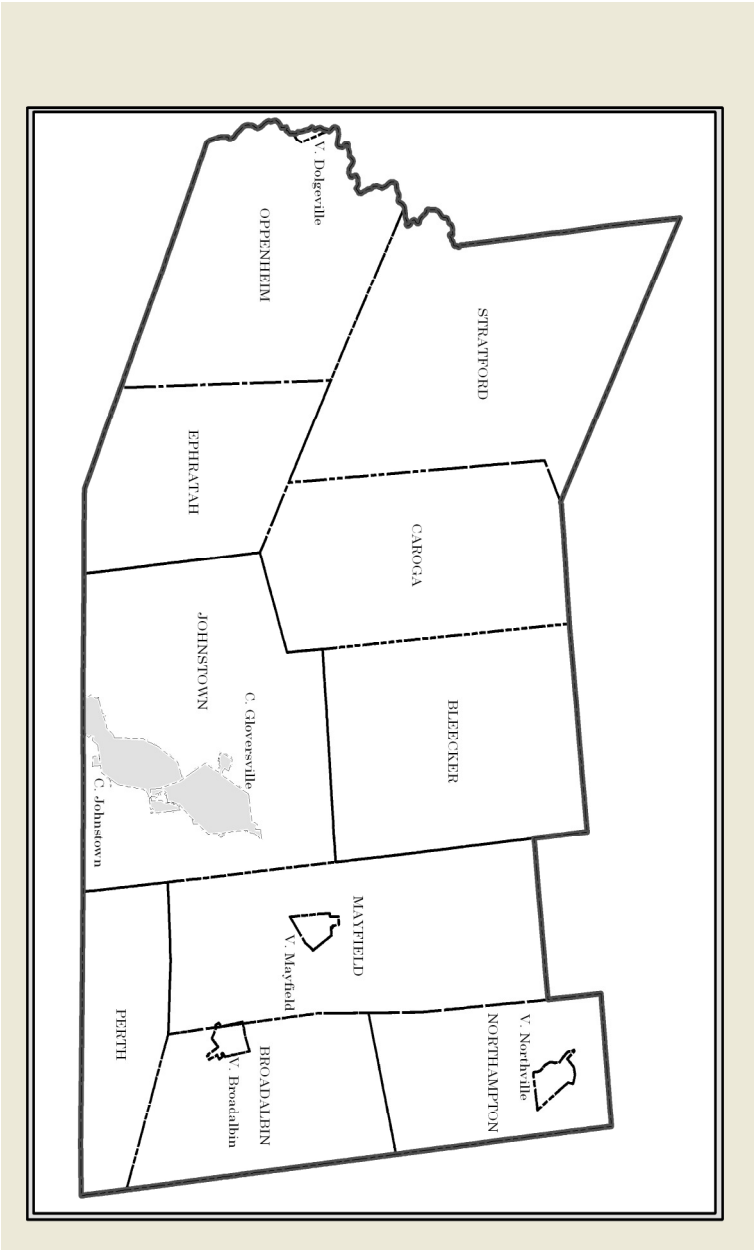 STRATFORD
V. Northville
NORTHAMPTON
BLEECKER
CAROGA
MAYFIELD
V. Dolgeville
OPPENHEIM
V. Mayfield
BROADALBIN
V. Broadalbin
C. Gloversville
JOHNSTOWN
EPHRATAH
PERTH
C. Johnstown